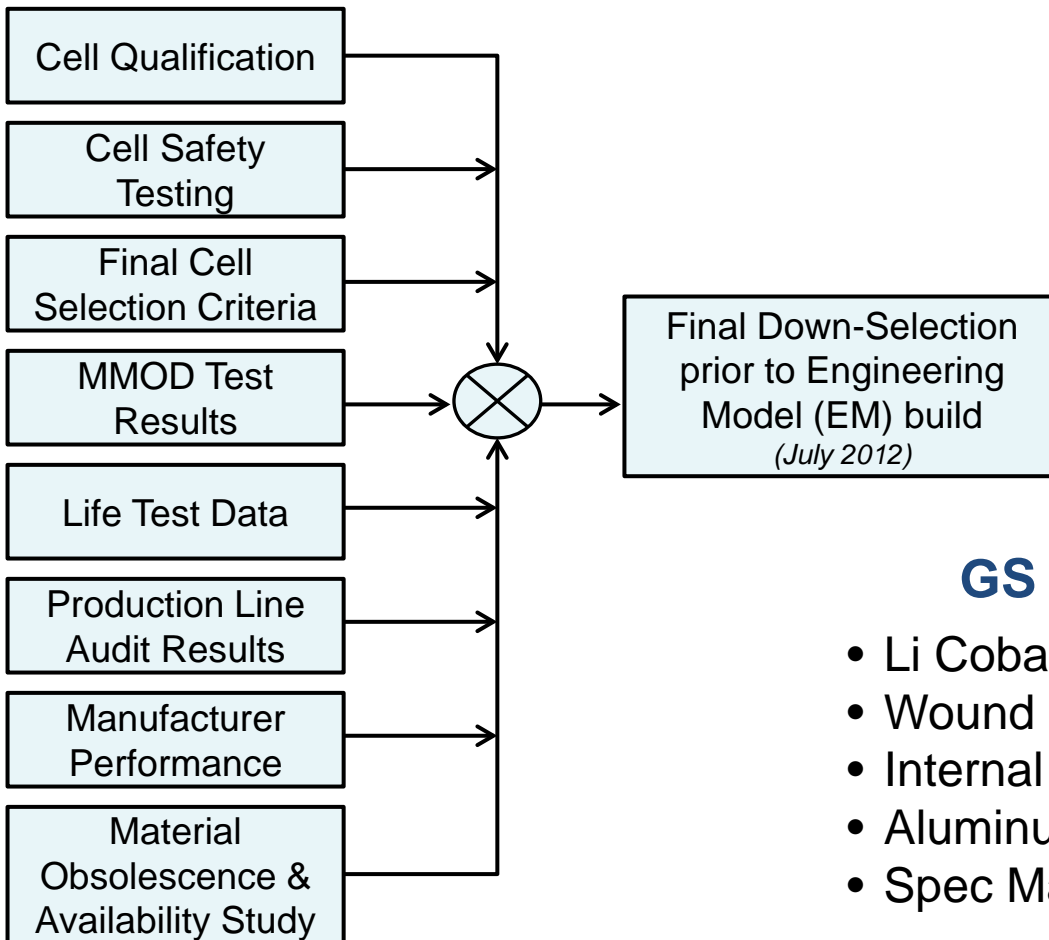 Cell Qualification
Cell Safety
Testing
Final Cell
Selection Criteria
MMOD Test
Results
Life Test Data
Production Line
Audit Results
Manufacturer
Performance
Material
Obsolescence &
Availability Study
Final Down-Selection
prior to Engineering
Model (EM) build
(July 2012)
GS
• Li Coba
• Wound
• Internal
• Aluminu
• Spec Ma